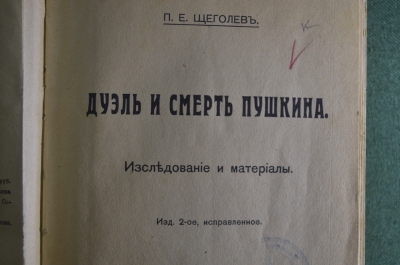 П. Е. ЩЕГОЛЕВЪ.
ДУЭЛЬ И СМЕРТЬ ПУШКИНА.
Изслѣдованіе и матеріалы.
Изд. 2-ое, исправленное.